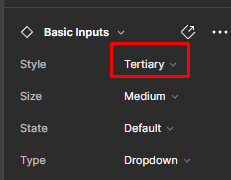 Basic Inputs
Style Tertiary
Size Medium
State Default
Type Dropdown